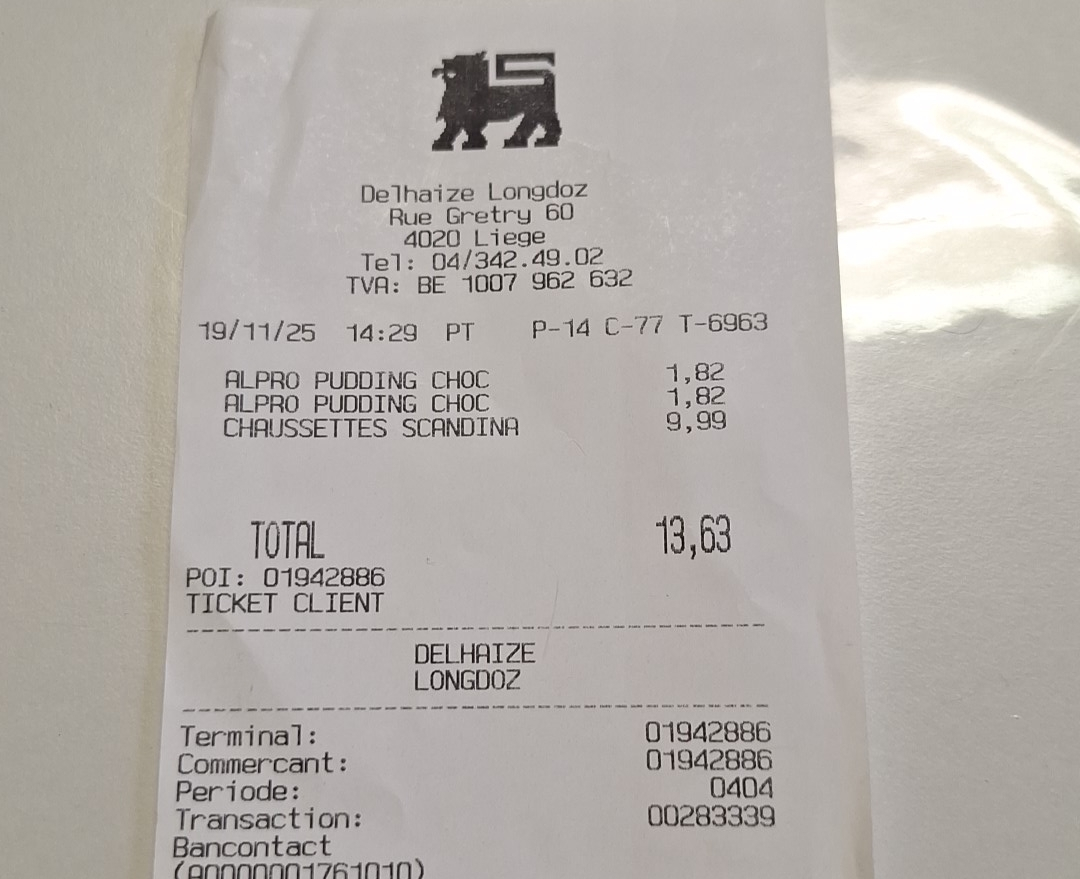 Delhaize Longdoz
Rue Gretry 60
4020 Liege
Tel: 04/342.49.02
TVA: BE 1007 962 632
19/11/25 14:29 PT P-14 C-77 T-6963
ALPRO PUDDING CHOC 1,82
ALPRO PUDDING CHOC 1,82
CHAUSSETTES SCANDINA 9,99
TOTAL 13,63
POI: 01942886
TICKET CLIENT
DELHAIZE
LONGDOZ
Terminal: 01942886
Commercant: 01942886
Periode: 0404
Transaction: 00283339
Bancontact